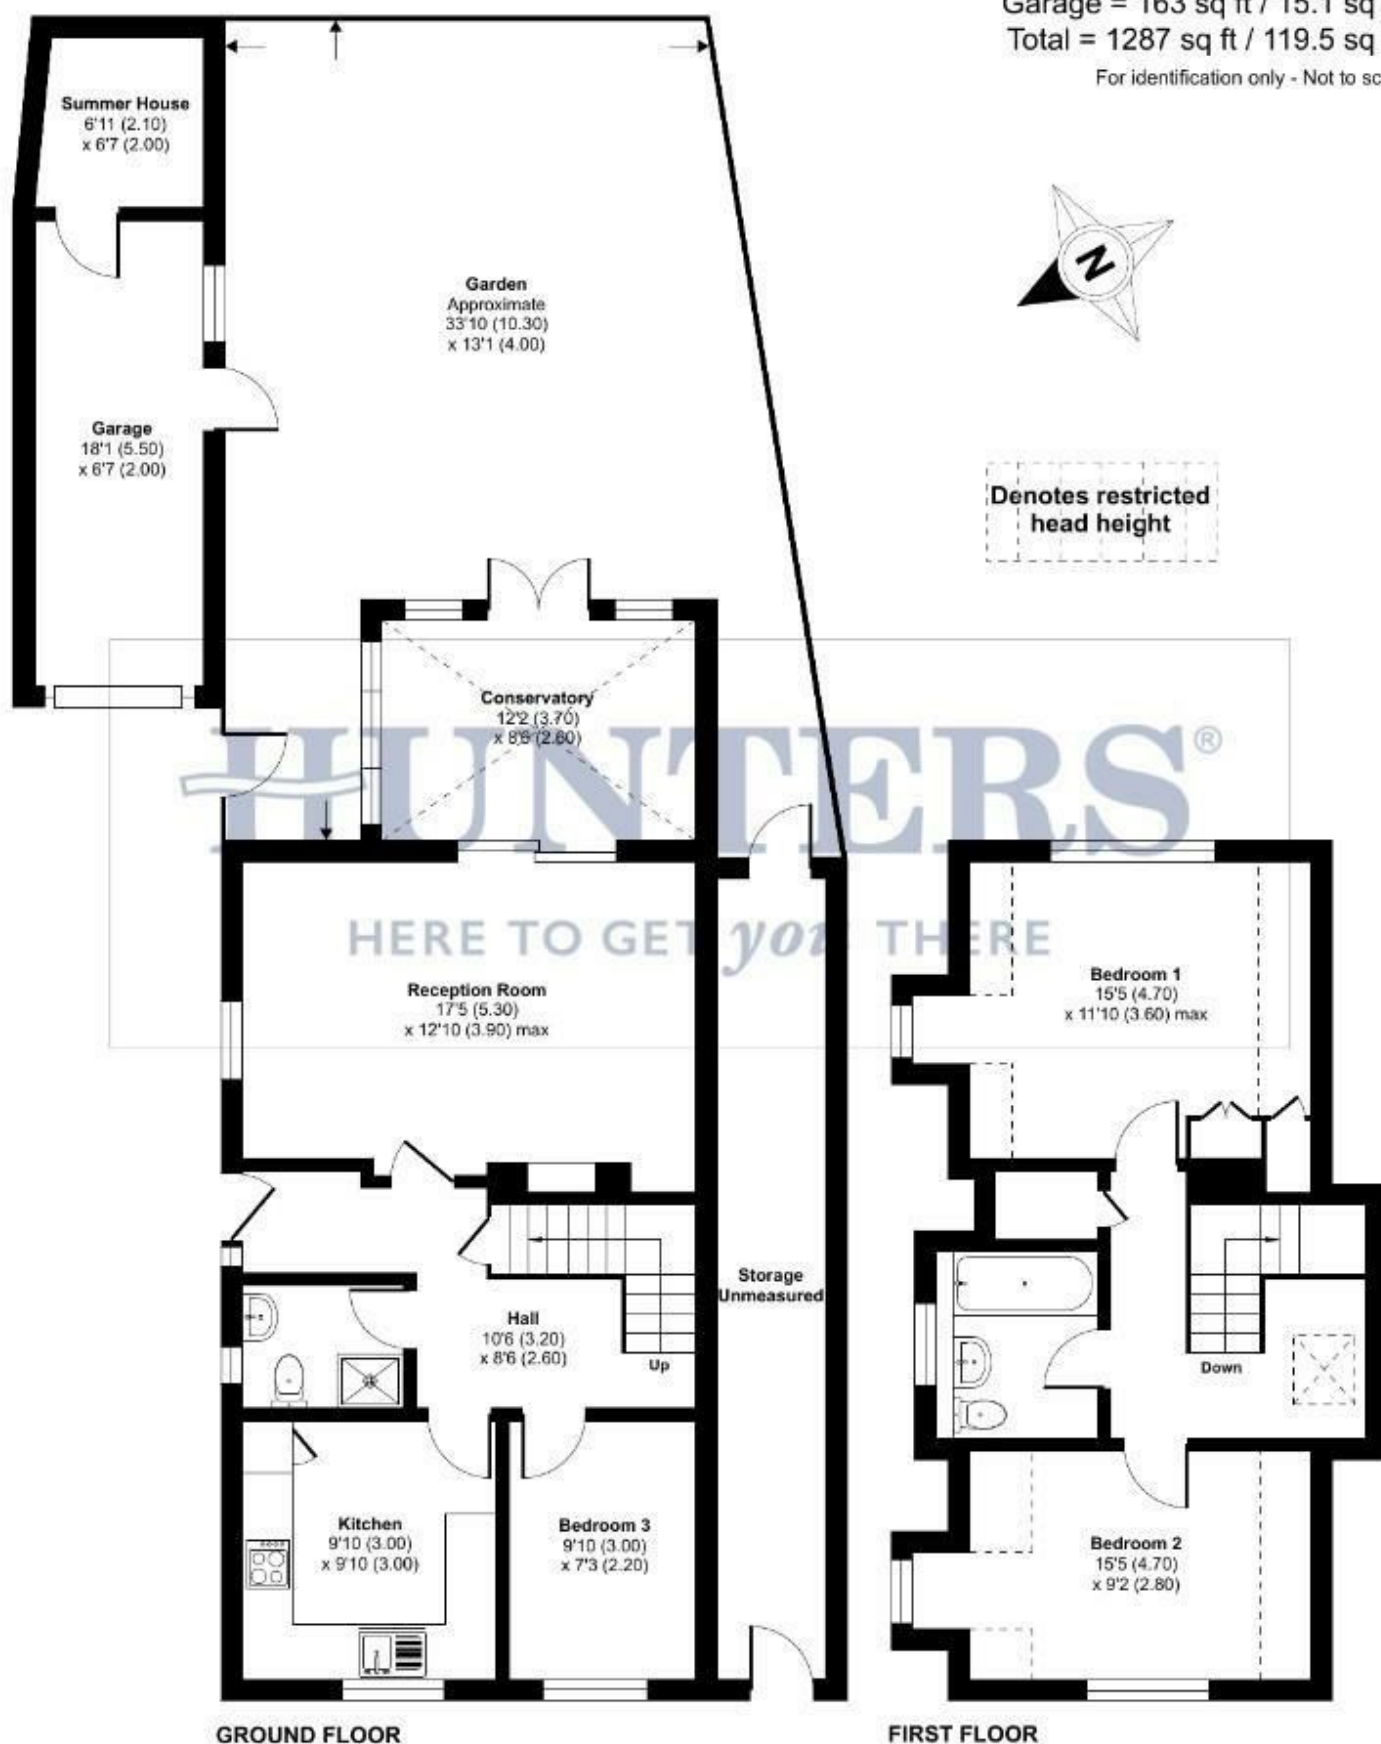 Garage = 163 sq ft / 15.1 sq
Total = 1287 sq ft / 119.5 sq
For identification only - Not to sc
Summer House
6'11 (2.10)
x 6'7 (2.00)
Garden
Approximate
33'10 (10.30)
x 13'1 (4.00)
N
Garage
18'1 (5.50)
x 6'7 (2.00)
Denotes restricted
head height
Conservatory
12'2 (3.70)
x 8'6 (2.60)
HUNTERS®
HERE TO GET you THERE
Reception Room
17'5 (5.30)
x 12'10 (3.90) max
Bedroom 1
15'5 (4.70)
x 11'10 (3.60) max
Storage
Unmeasured
Hall
10'6 (3.20)
x 8'6 (2.60)
Up
Down
Kitchen
9'10 (3.00)
x 9'10 (3.00)
Bedroom 3
9'10 (3.00)
x 7'3 (2.20)
Bedroom 2
15'5 (4.70)
x 9'2 (2.80)
GROUND FLOOR
FIRST FLOOR